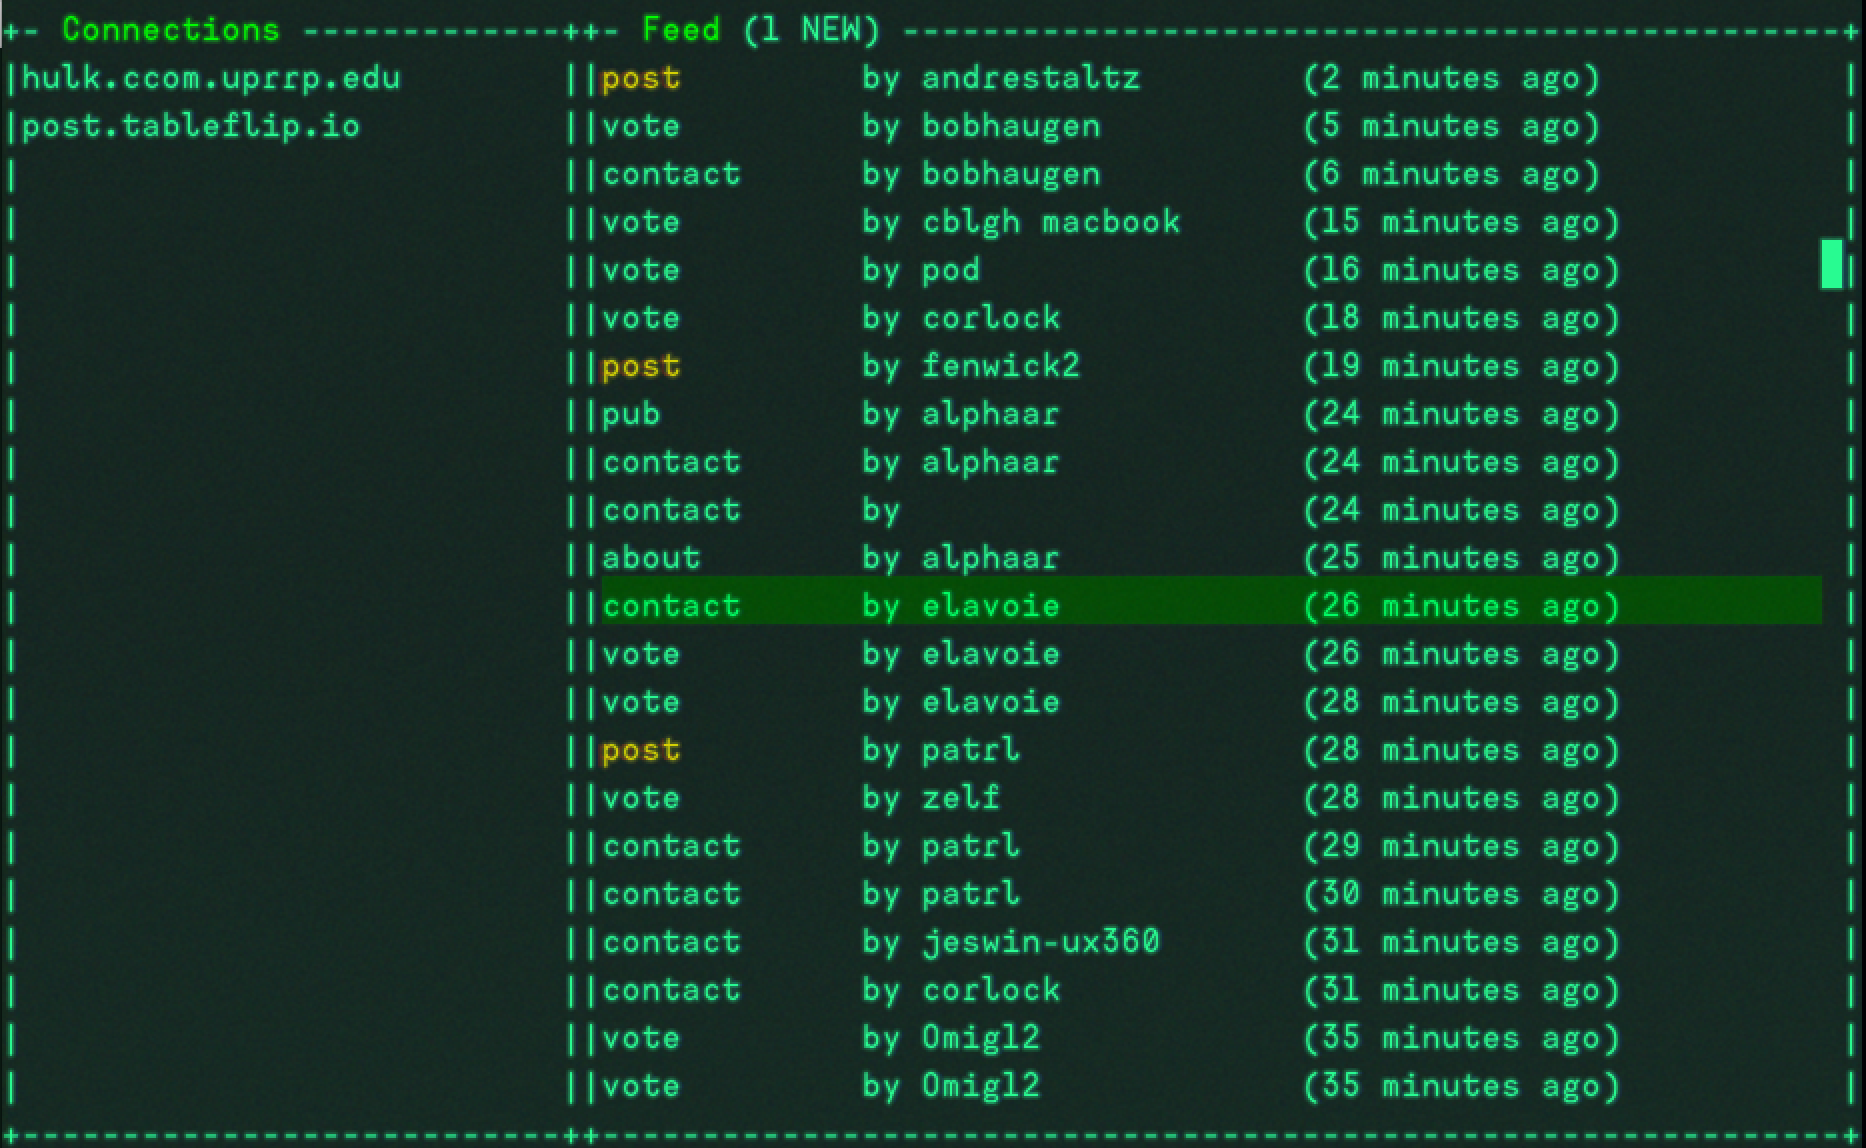 +- Connections -------------++- Feed (1 NEW) -----------------------------------------------+
|hulk.ccom.uprrp.edu ||post by andrestaltz (2 minutes ago) |
|post.tableflip.io ||vote by bobhaugen (5 minutes ago) |
| ||contact by bobhaugen (6 minutes ago) |
| ||vote by cblgh macbook (15 minutes ago) |
| ||vote by pod (16 minutes ago) |
| ||vote by corlock (18 minutes ago) |
| ||post by fenwick2 (19 minutes ago) |
| ||pub by alphaar (24 minutes ago) |
| ||contact by alphaar (24 minutes ago) |
| ||contact by (24 minutes ago) |
| ||about by alphaar (25 minutes ago) |
| ||contact by elavoie (26 minutes ago) |
| ||vote by elavoie (26 minutes ago) |
| ||vote by elavoie (28 minutes ago) |
| ||post by patrl (28 minutes ago) |
| ||vote by zelf (28 minutes ago) |
| ||contact by patrl (29 minutes ago) |
| ||contact by patrl (30 minutes ago) |
| ||contact by jeswin-ux360 (31 minutes ago) |
| ||contact by corlock (31 minutes ago) |
| ||vote by Omig12 (35 minutes ago) |
| ||vote by Omig12 (35 minutes ago) |
+---------------------------++--------------------------------------------------------------+